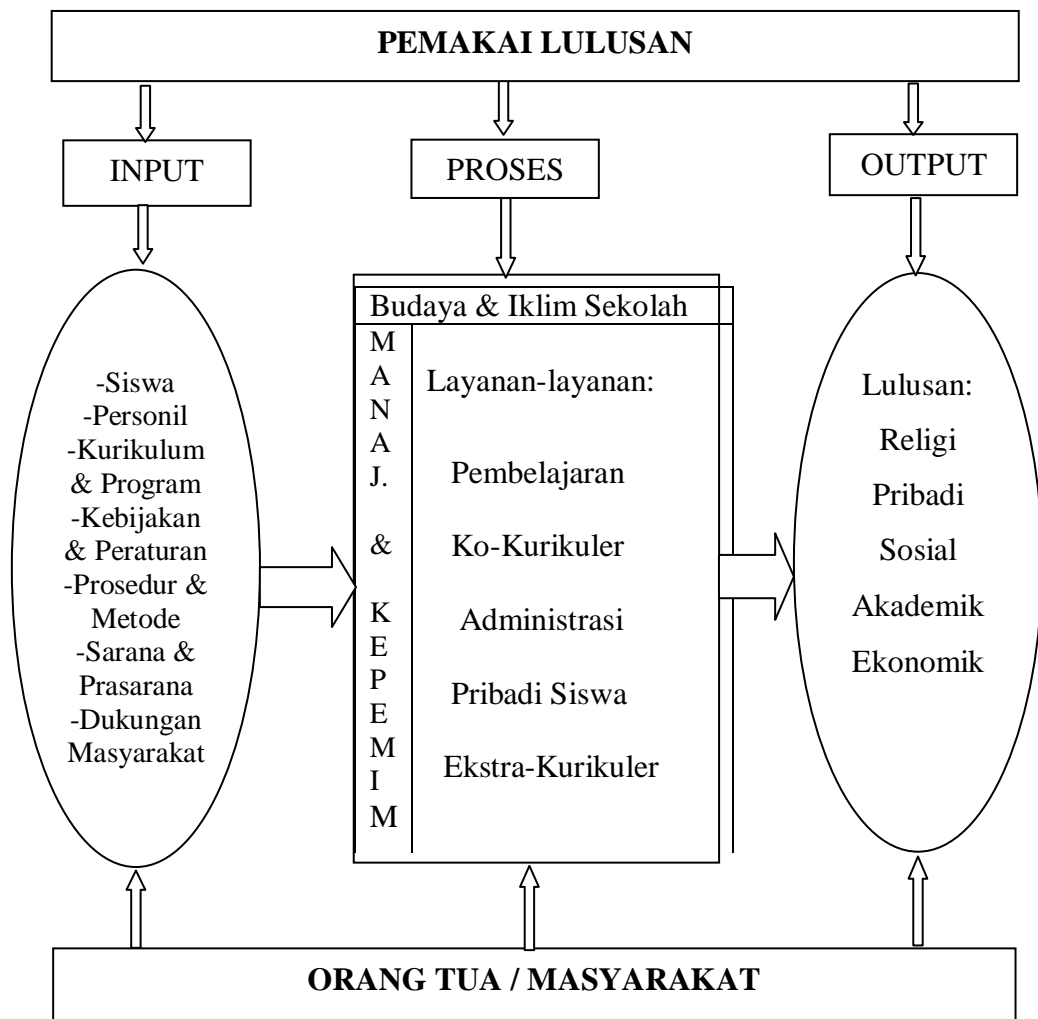 PEMAKAI LULUSAN
INPUT
PROSES
OUTPUT
-Siswa
-Personil
-Kurikulum
& Program
-Kebijakan
& Peraturan
-Prosedur &
Metode
-Sarana &
Prasarana
-Dukungan
Masyarakat
Budaya & Iklim Sekolah
M
A
N
A
J.
&
K
E
P
E
M
I
M
Layanan-layanan:
Pembelajaran
Ko-Kurikuler
Administrasi
Pribadi Siswa
Ekstra-Kurikuler
Lulusan:
Religi
Pribadi
Sosial
Akademik
Ekonomik
ORANG TUA / MASYARAKAT